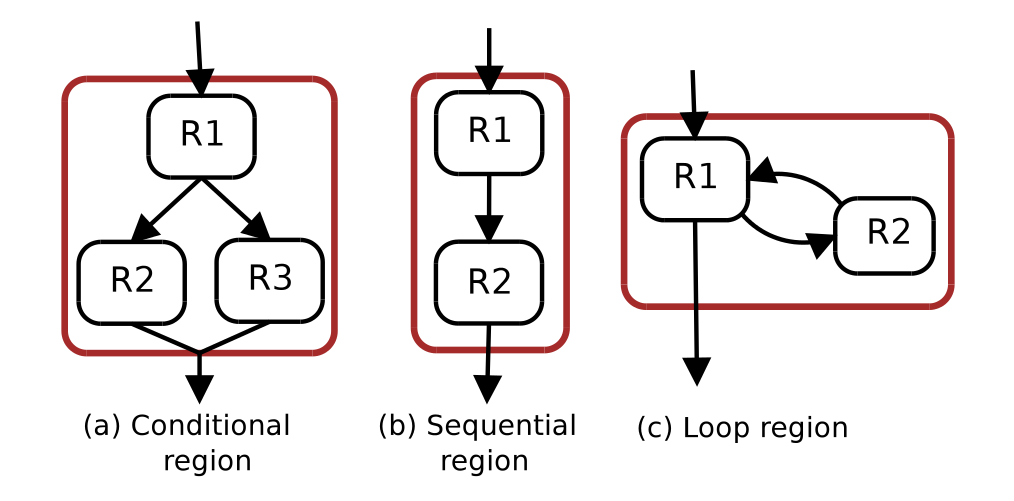 R1
R2
R3
(a) Conditional
region
R1
R2
(b) Sequential
region
R1
R2
(c) Loop region